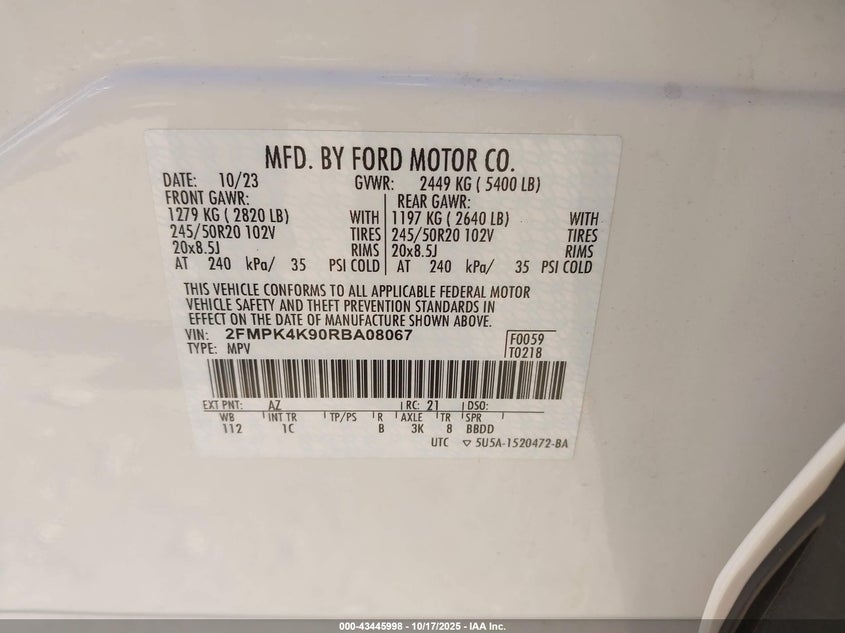 MFD. BY FORD MOTOR CO.
DATE: 10/23 GVWR: 2449 KG ( 5400 LB)
FRONT GAWR: REAR GAWR:
1279 KG ( 2820 LB) WITH 1197 KG ( 2640 LB) WITH
245/50R20 102V TIRES 245/50R20 102V TIRES
20x8.5J RIMS 20x8.5J RIMS
AT 240 kPa/ 35 PSI COLD AT 240 kPa/ 35 PSI COLD
THIS VEHICLE CONFORMS TO ALL APPLICABLE FEDERAL MOTOR
VEHICLE SAFETY AND THEFT PREVENTION STANDARDS IN
EFFECT ON THE DATE OF MANUFACTURE SHOWN ABOVE.
VIN: 2FMPK4K90RBA08067 F0059
TYPE: MPV T0218
EXT PNT: AZ RC: 21 DSO:
WB INT TR TP/PS R AXLE TR SPR
112 1C B 3K 8 BBDD
UTC ▽ 5U5A-1520472-BA
000-43445998 - 10/17/2025 - IAA Inc.